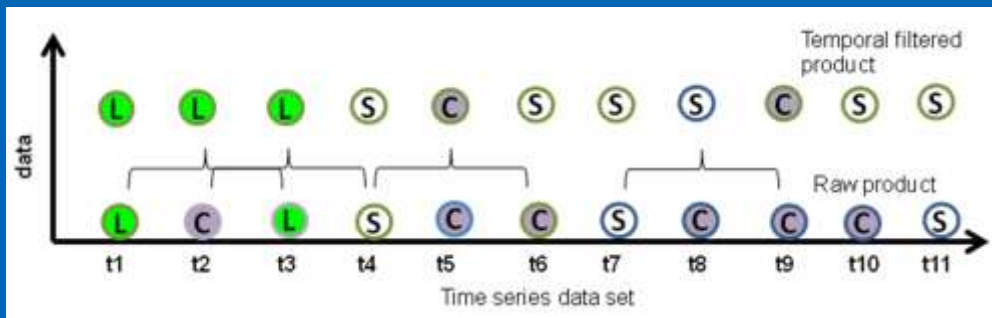 Temporal filtered
product
L L L S C S S S C S S
data
Raw product
L C L S C C S C C C S
t1 t2 t3 t4 t5 t6 t7 t8 t9 t10 t11
Time series data set